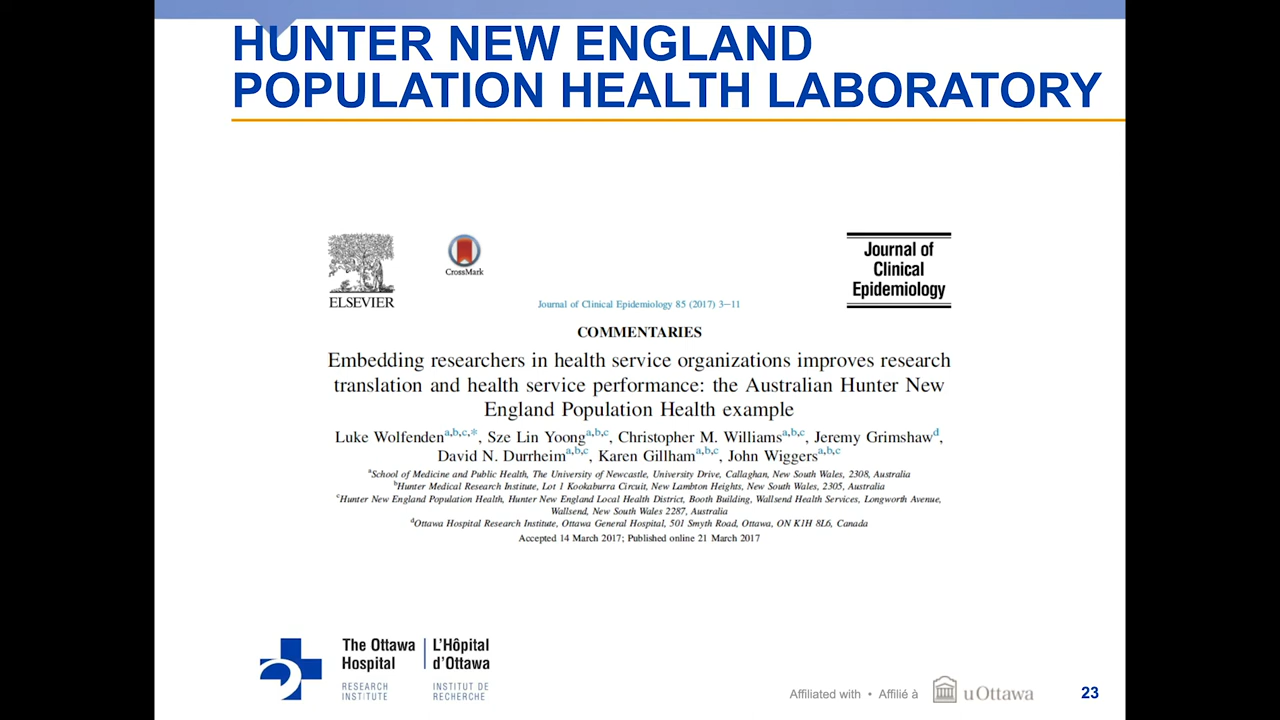 HUNTER NEW ENGLAND
POPULATION HEALTH LABORATORY
ELSEVIER
CrossMark
Journal of
Clinical
Epidemiology
Journal of Clinical Epidemiology 85 (2017) 3–11
COMMENTARIES
Embedding researchers in health service organizations improves research
translation and health service performance: the Australian Hunter New
England Population Health example
Luke Wolfenden a,b,c,*, Sze Lin Yoong a,b,c, Christopher M. Williams a,b,c, Jeremy Grimshaw d,
David N. Durrheim a,b,c, Karen Gillham a,b,c, John Wiggers a,b,c
a School of Medicine and Public Health, The University of Newcastle, University Drive, Callaghan, New South Wales, 2308, Australia
b Hunter Medical Research Institute, Lot 1 Kookaburra Circuit, New Lambton Heights, New South Wales, 2305, Australia
c Hunter New England Population Health, Hunter New England Local Health District, Booth Building, Wallsend Health Services, Longworth Avenue,
Wallsend, New South Wales 2287, Australia
d Ottawa Hospital Research Institute, Ottawa General Hospital, 501 Smyth Road, Ottawa, ON K1H 8L6, Canada
Accepted 14 March 2017; Published online 21 March 2017
The Ottawa
Hospital
RESEARCH
INSTITUTE
L'Hôpital
d'Ottawa
INSTITUT DE
RECHERCHE
Affiliated with • Affilié à
uOttawa
23